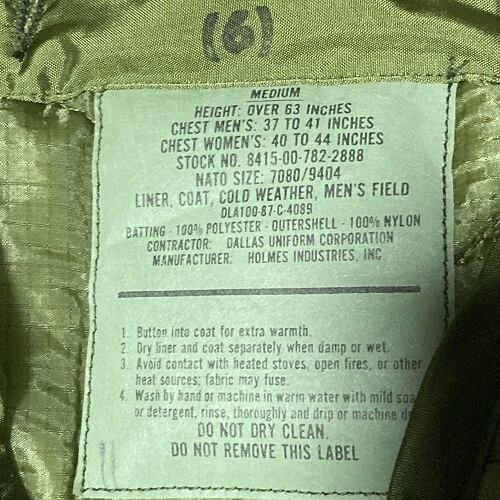 (6)
MEDIUM
HEIGHT: OVER 63 INCHES
CHEST MEN'S: 37 TO 41 INCHES
CHEST WOMEN'S: 40 TO 44 INCHES
STOCK NO. 8415-00-782-2888
NATO SIZE: 7080/9404
LINER, COAT, COLD WEATHER, MEN'S FIELD
DLA100-87-C-4089
BATTING - 100% POLYESTER - OUTERSHELL - 100% NYLON
CONTRACTOR: DALLAS UNIFORM CORPORATION
MANUFACTURER: HOLMES INDUSTRIES, INC.
1. Button into coat for extra warmth.
2. Dry liner and coat separately when damp or wet.
3. Avoid contact with heated stoves, open fires, or other
heat sources; fabric may fuse.
4. Wash by hand or machine in warm water with mild soa
or detergent, rinse, thoroughly and drip or machine d
DO NOT DRY CLEAN.
DO NOT REMOVE THIS LABEL